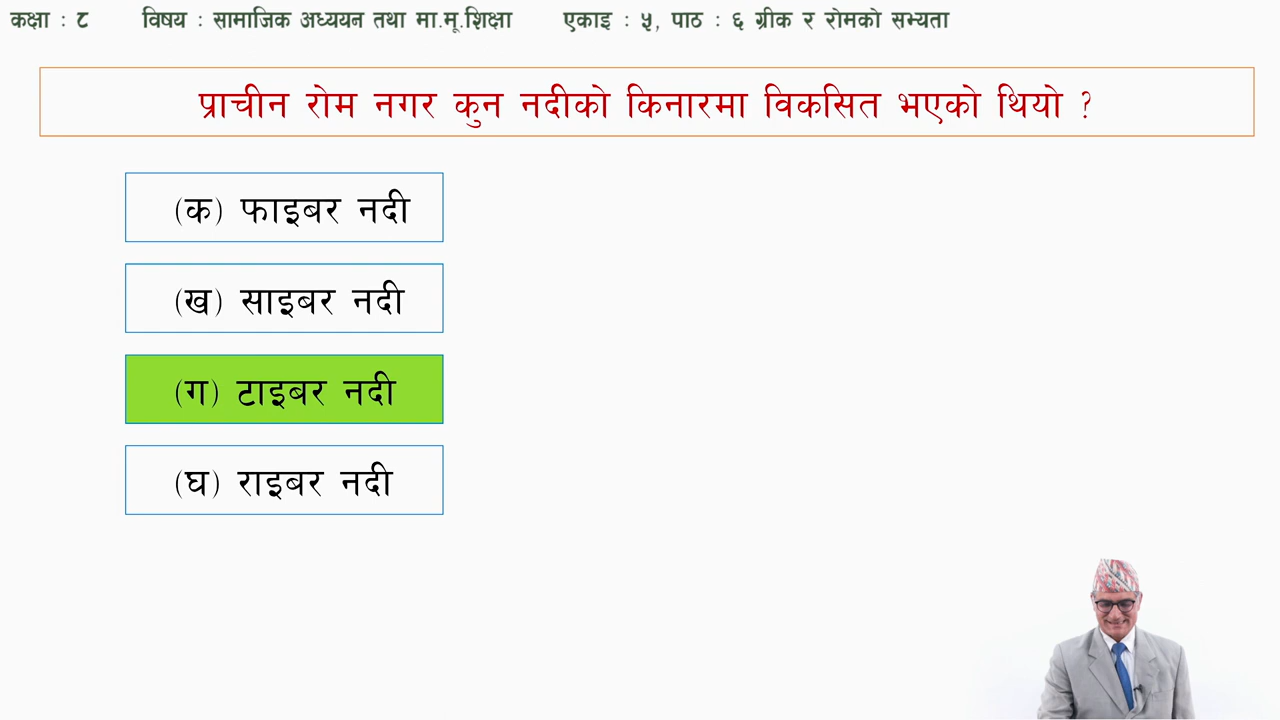 कक्षा : ८ विषय : सामाजिक अध्ययन तथा मा.मू.शिक्षा एकाइ : ५, पाठ : ६ ग्रीक र रोमको सभ्यता
प्राचीन रोम नगर कुन नदीको किनारमा विकसित भएको थियो ?
(क) फाइबर नदी
(ख) साइबर नदी
(ग) टाइबर नदी
(घ) राइबर नदी